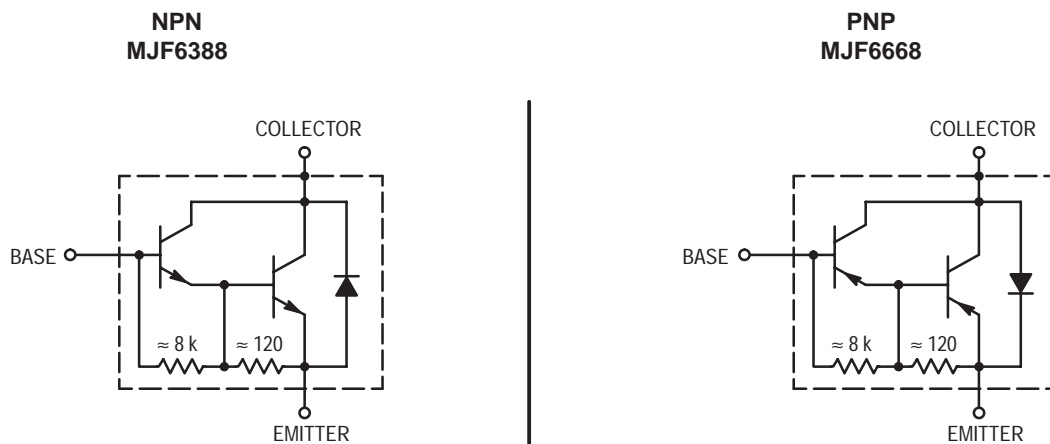 NPN
MJF6388
COLLECTOR
BASE
≈ 8 k
≈ 120
EMITTER
PNP
MJF6668
COLLECTOR
BASE
≈ 8 k
≈ 120
EMITTER